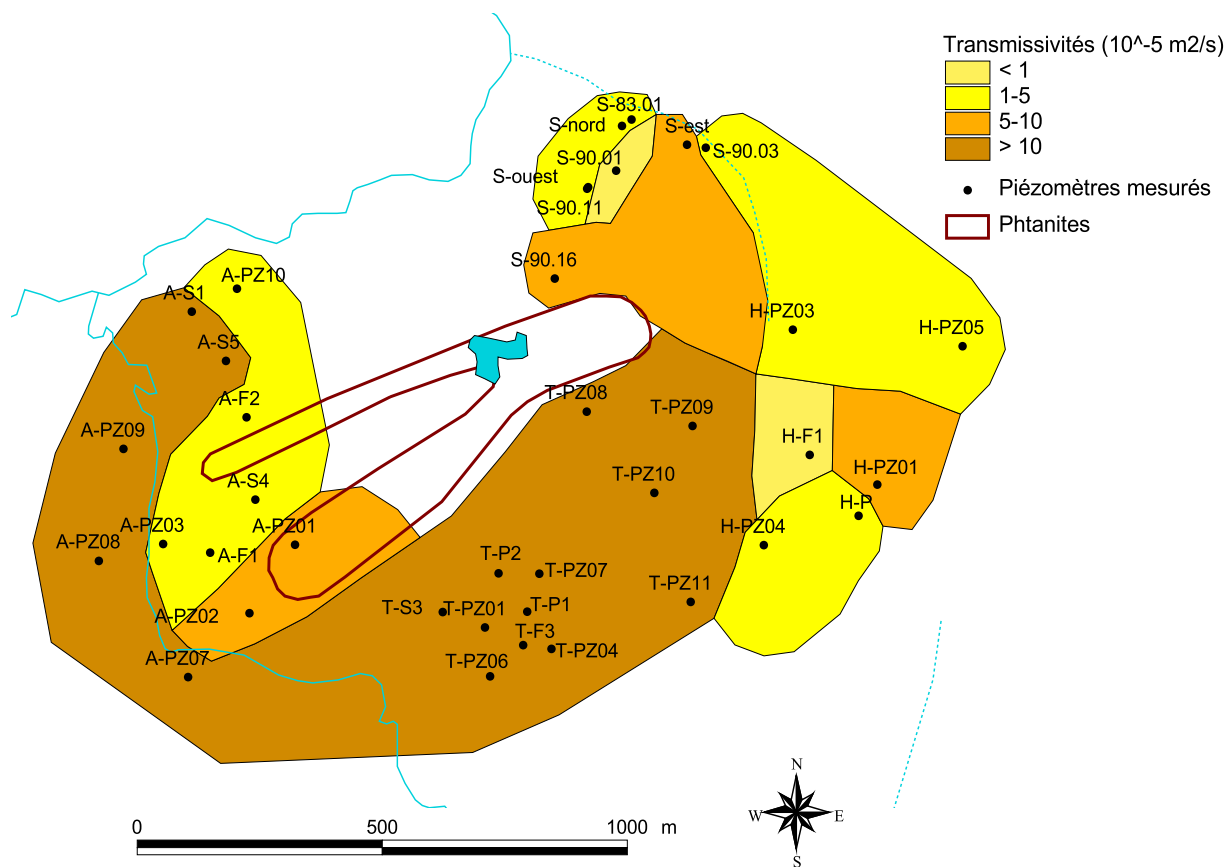 Transmissivités (10^-5 m2/s)
< 1
1-5
5-10
> 10
Piézomètres mesurés
Phtanites
S-83.01
S-nord
S-est
S-90.01
S-90.03
S-ouest
S-90.11
S-90.16
A-PZ10
A-S1
H-PZ03
H-PZ05
A-S5
A-F2
T-PZ08
T-PZ09
A-PZ09
H-F1
T-PZ10
H-PZ01
A-S4
H-P
A-PZ03
A-PZ01
H-PZ04
A-PZ08
A-F1
T-P2
T-PZ07
T-PZ11
A-PZ02
T-S3
T-PZ01
T-P1
T-F3
T-PZ04
A-PZ07
T-PZ06
N
W
E
S
0
500
1000
m